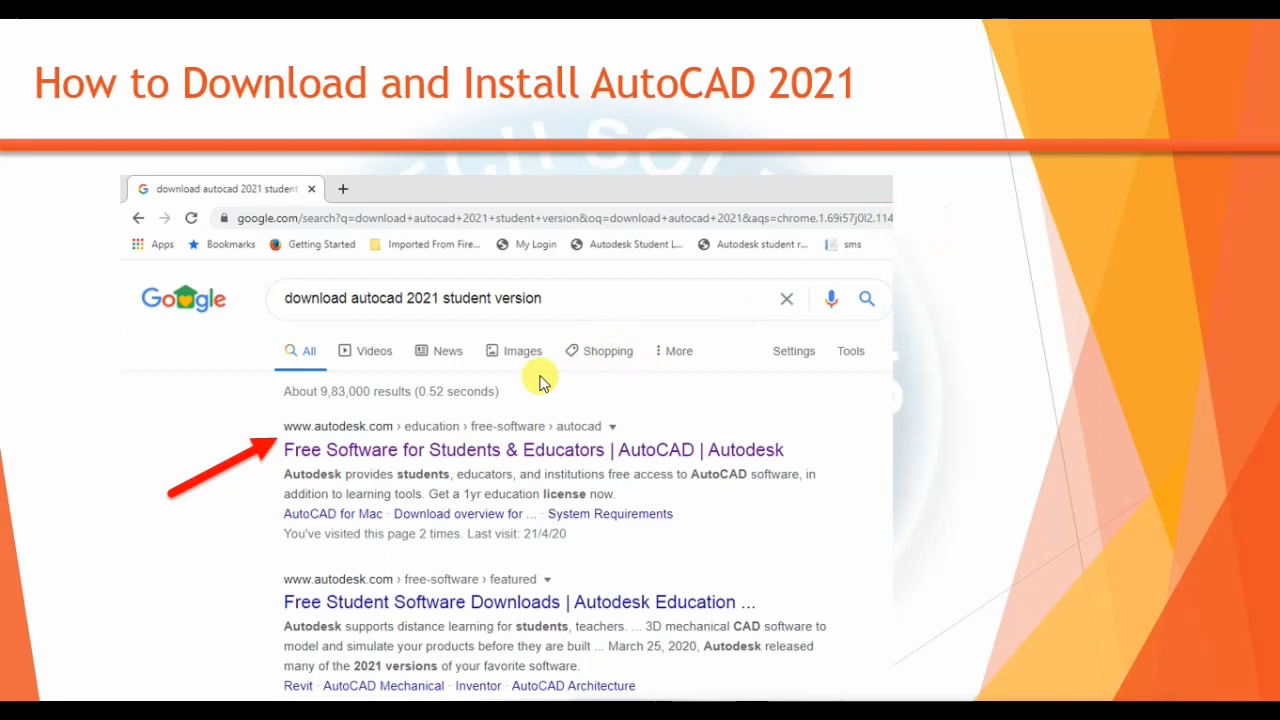 How to Download and Install AutoCAD 2021
download autocad 2021 student
google.com/search?q=download+autocad+2021+student+version&oq=download+autocad+2021&aqs=chrome.1.69i57j0l2.114
Apps Bookmarks Getting Started Imported From Fire... My Login Autodesk Student L... Autodesk student r... sms
Google download autocad 2021 student version
All Videos News Images Shopping More Settings Tools
About 9,83,000 results (0.52 seconds)
www.autodesk.com › education › free-software › autocad
Free Software for Students & Educators | AutoCAD | Autodesk
Autodesk provides students, educators, and institutions free access to AutoCAD software, in
addition to learning tools. Get a 1yr education license now.
AutoCAD for Mac · Download overview for ... · System Requirements
You've visited this page 2 times. Last visit: 21/4/20
www.autodesk.com › free-software › featured
Free Student Software Downloads | Autodesk Education ...
Autodesk supports distance learning for students, teachers. ... 3D mechanical CAD software to
model and simulate your products before they are built ... March 25, 2020, Autodesk released
many of the 2021 versions of your favorite software.
Revit · AutoCAD Mechanical · Inventor · AutoCAD Architecture